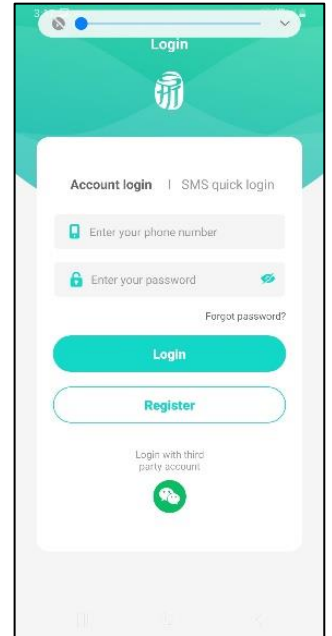 Login
Account login | SMS quick login
Enter your phone number
Enter your password
Forgot password?
Login
Register
Login with third
party account